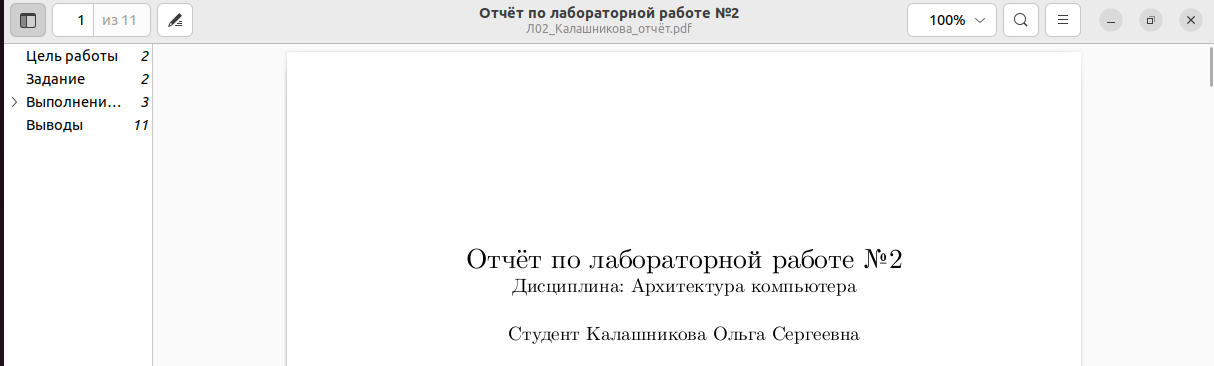 Отчёт по лабораторной работе №2
Л02_Калашникова_отчёт.pdf
1 из 11
100%
Цель работы 2
Задание 2
Выполнени… 3
Выводы 11
Отчёт по лабораторной работе №2
Дисциплина: Архитектура компьютера
Студент Калашникова Ольга Сергеевна